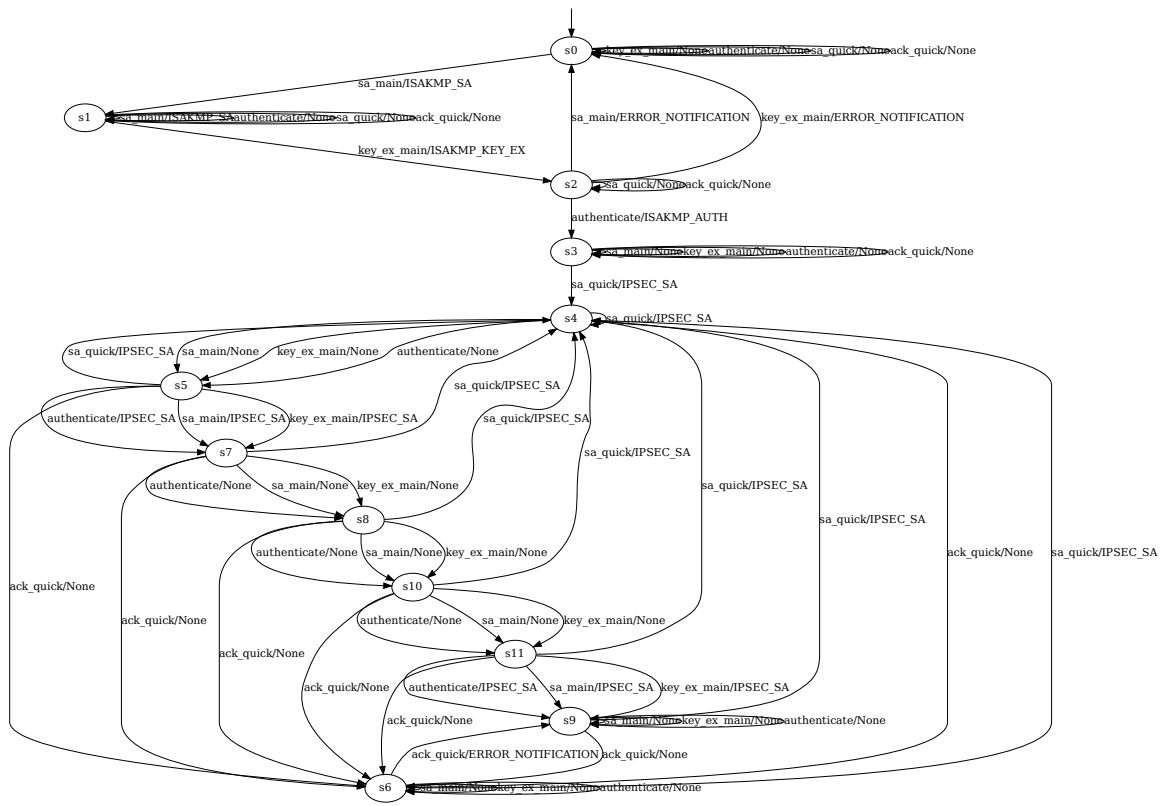 s0
key_ex_main/None
authenticate/None
sa_quick/None
ack_quick/None
sa_main/ISAKMP_SA
s1
sa_main/ISAKMP_SA
authenticate/None
sa_quick/None
ack_quick/None
sa_main/ERROR_NOTIFICATION
key_ex_main/ERROR_NOTIFICATION
key_ex_main/ISAKMP_KEY_EX
s2
sa_quick/None
ack_quick/None
authenticate/ISAKMP_AUTH
s3
sa_main/None
key_ex_main/None
authenticate/None
ack_quick/None
sa_quick/IPSEC_SA
s4
sa_quick/IPSEC_SA
sa_quick/IPSEC_SA
sa_main/None
key_ex_main/None
authenticate/None
s5
sa_quick/IPSEC_SA
authenticate/IPSEC_SA
sa_main/IPSEC_SA
key_ex_main/IPSEC_SA
sa_quick/IPSEC_SA
s7
sa_quick/IPSEC_SA
authenticate/None
sa_main/None
key_ex_main/None
sa_quick/IPSEC_SA
s8
sa_quick/IPSEC_SA
authenticate/None
sa_main/None
key_ex_main/None
ack_quick/None
sa_quick/IPSEC_SA
ack_quick/None
s10
ack_quick/None
authenticate/None
sa_main/None
key_ex_main/None
ack_quick/None
s11
ack_quick/None
authenticate/IPSEC_SA
sa_main/IPSEC_SA
key_ex_main/IPSEC_SA
ack_quick/None
s9
sa_main/None
key_ex_main/None
authenticate/None
ack_quick/ERROR_NOTIFICATION
ack_quick/None
s6
sa_main/None
key_ex_main/None
authenticate/None